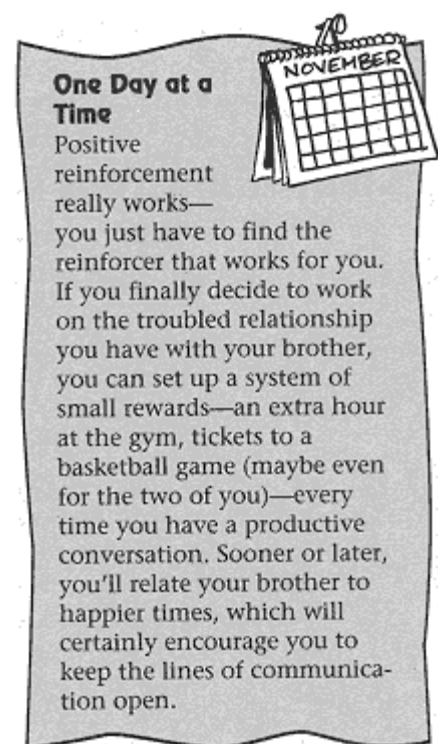 NOVEMBER
One Day at a
Time
Positive
reinforcement
really works—
you just have to find the
reinforcer that works for you.
If you finally decide to work
on the troubled relationship
you have with your brother,
you can set up a system of
small rewards—an extra hour
at the gym, tickets to a
basketball game (maybe even
for the two of you)—every
time you have a productive
conversation. Sooner or later,
you'll relate your brother to
happier times, which will
certainly encourage you to
keep the lines of communica-
tion open.